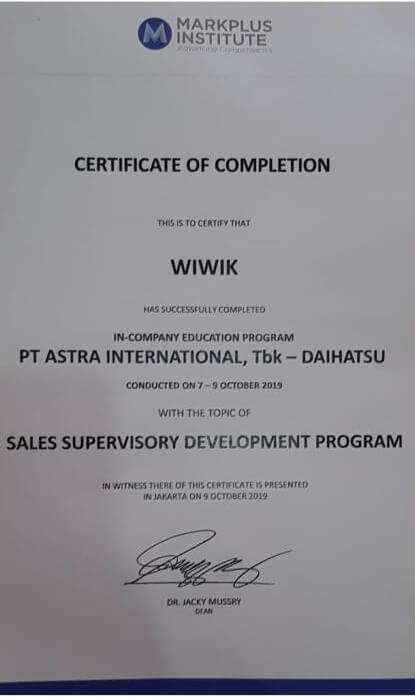 MARKPLUS
INSTITUTE
Advancing Competencies
CERTIFICATE OF COMPLETION
THIS IS TO CERTIFY THAT
WIWIK
HAS SUCCESSFULLY COMPLETED
IN-COMPANY EDUCATION PROGRAM
PT ASTRA INTERNATIONAL, Tbk – DAIHATSU
CONDUCTED ON 7 – 9 OCTOBER 2019
WITH THE TOPIC OF
SALES SUPERVISORY DEVELOPMENT PROGRAM
IN WITNESS THERE OF THIS CERTIFICATE IS PRESENTED
IN JAKARTA ON 9 OCTOBER 2019
DR. JACKY MUSSRY
DEAN